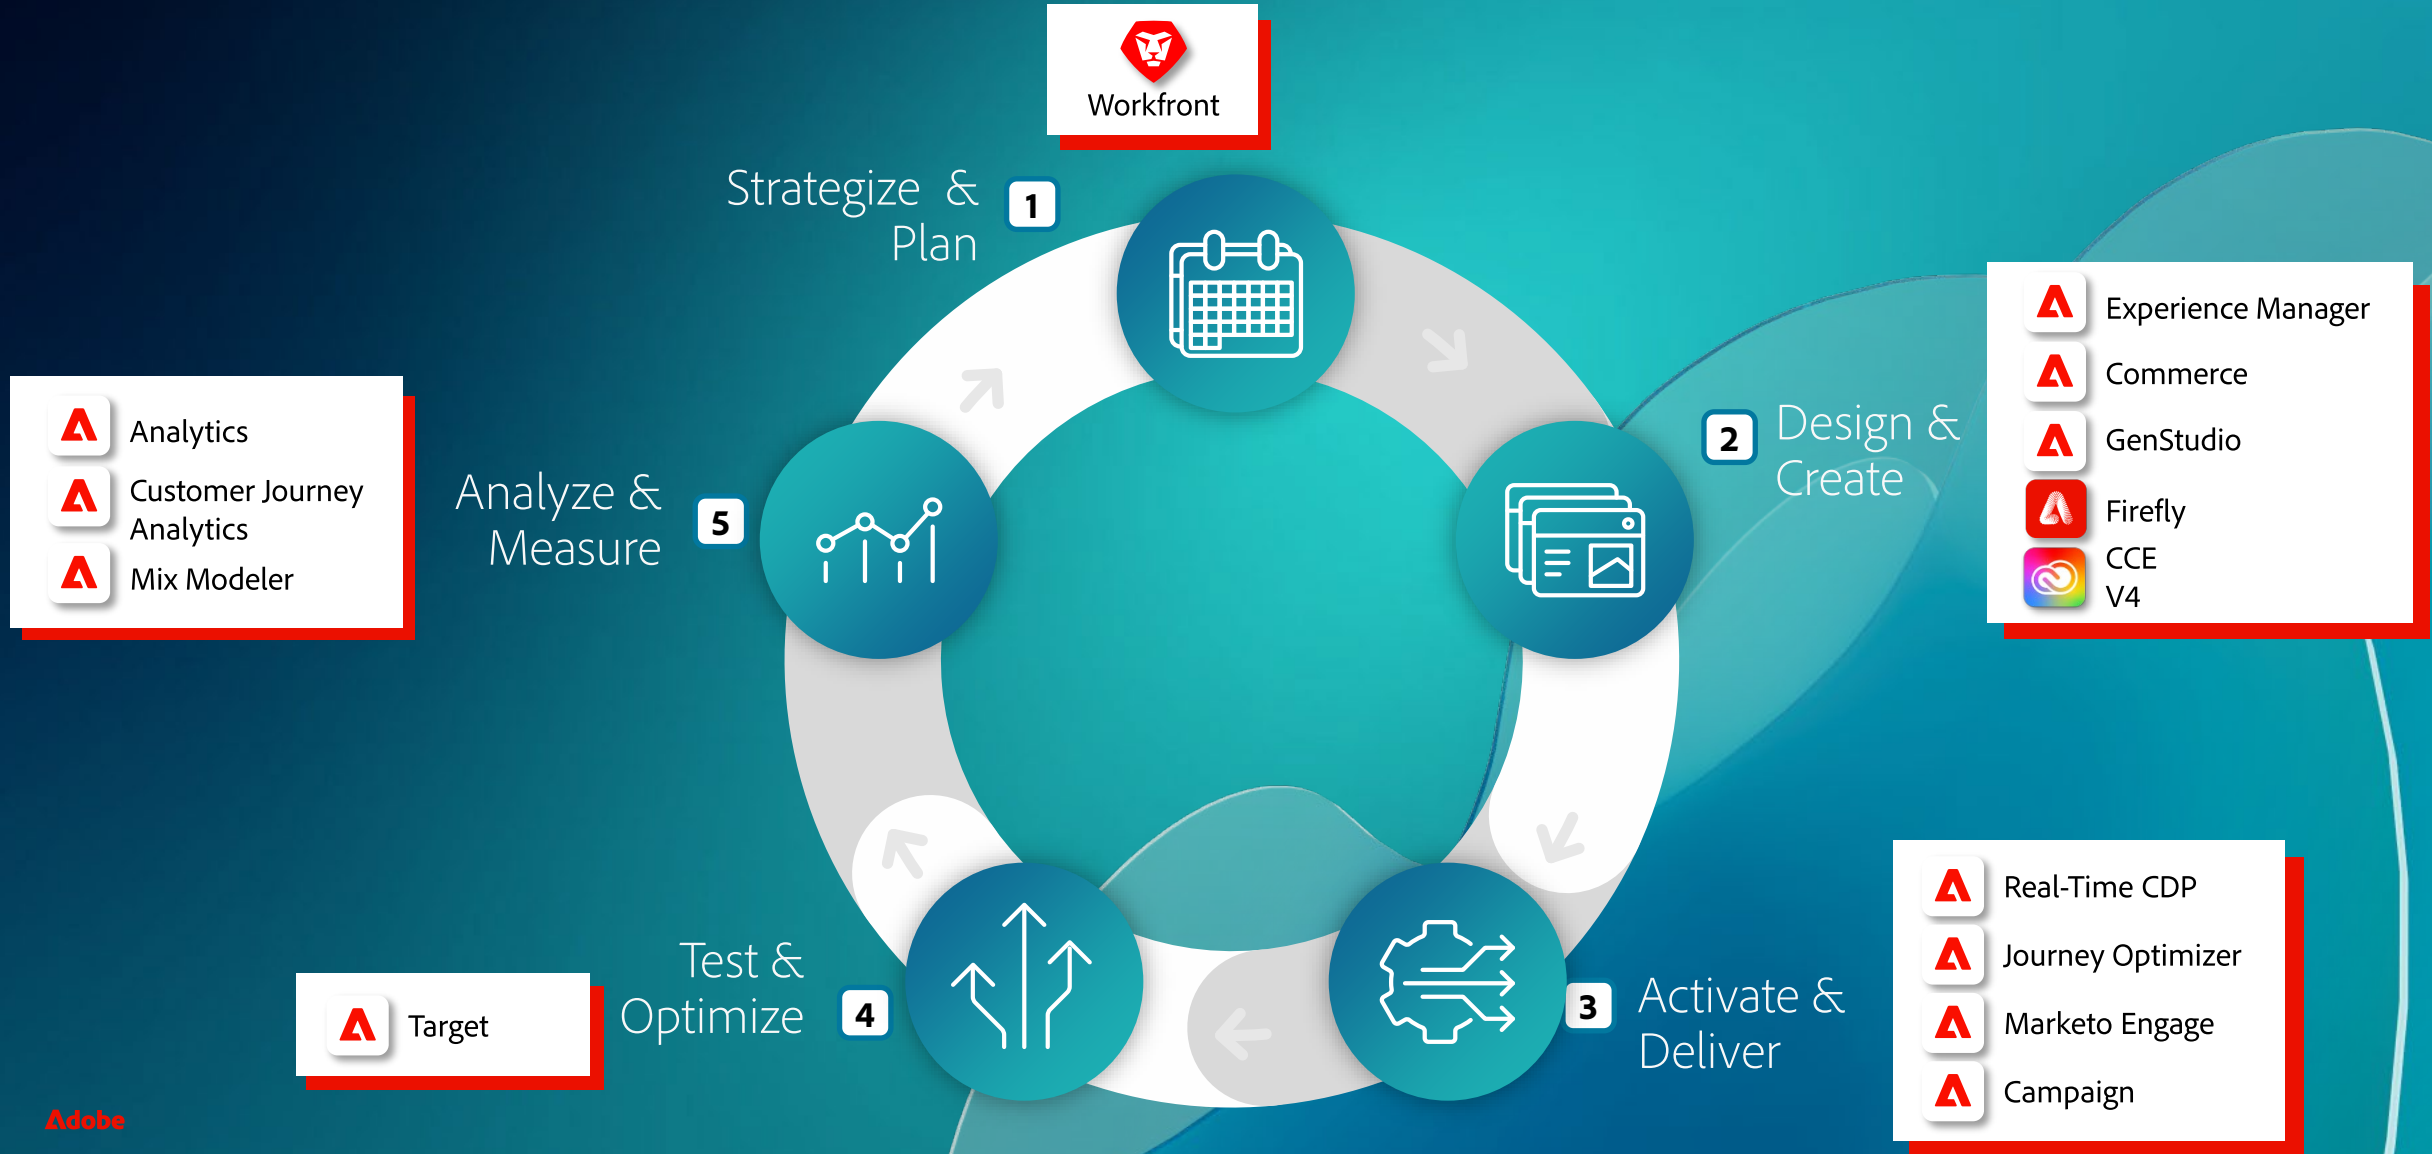 Workfront
Strategize &
Plan
1
Experience Manager
Commerce
GenStudio
Firefly
CCE
V4
2
Design &
Create
Analytics
Customer Journey
Analytics
Mix Modeler
Analyze &
Measure
5
Real-Time CDP
Journey Optimizer
Marketo Engage
Campaign
3
Activate &
Deliver
Test &
Optimize
4
Target
Adobe